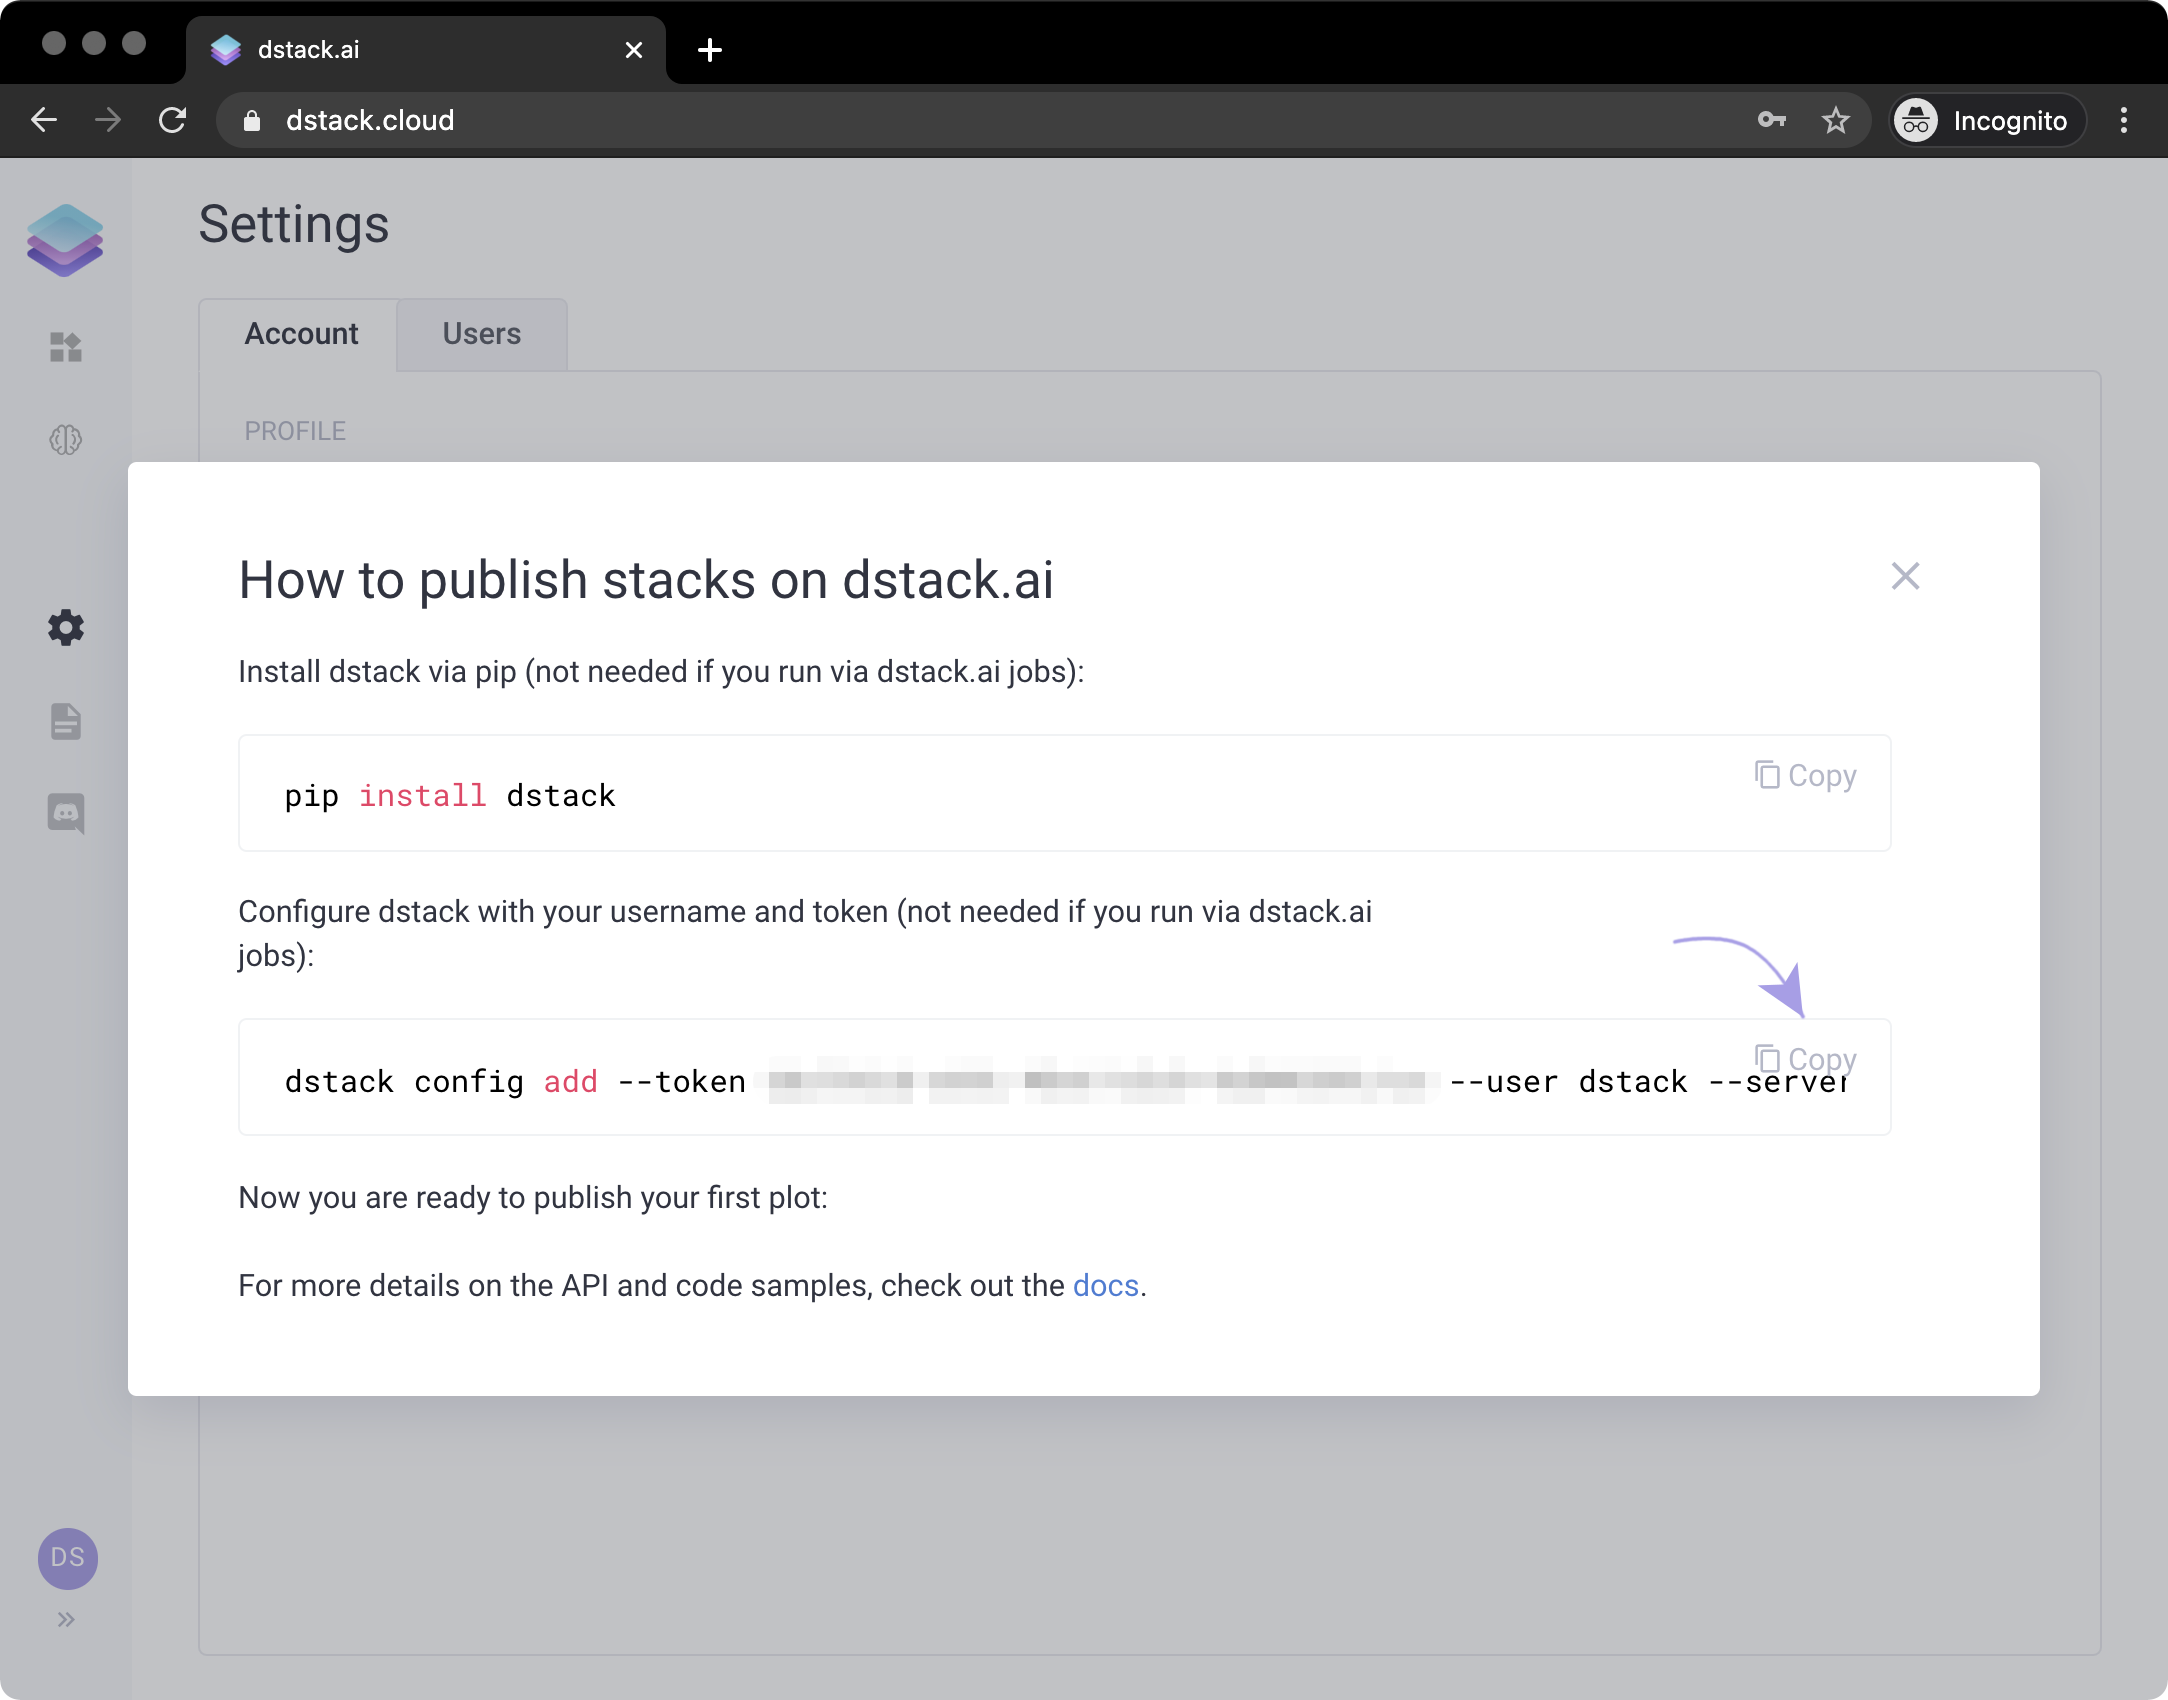 dstack.ai
dstack.cloud
Incognito
Settings
Account
Users
PROFILE
How to publish stacks on dstack.ai
Install dstack via pip (not needed if you run via dstack.ai jobs):
Copy
pip install dstack
Configure dstack with your username and token (not needed if you run via dstack.ai
jobs):
Copy
dstack config add --token --user dstack --server
Now you are ready to publish your first plot:
For more details on the API and code samples, check out the docs.
DS